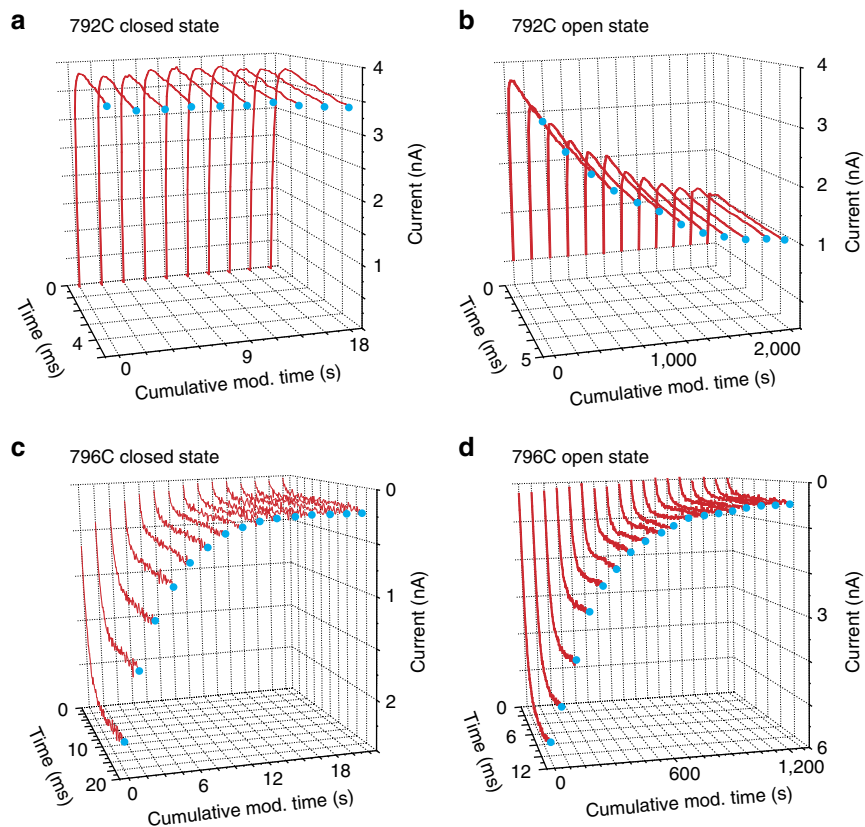 a 792C closed state
4
3
2
1
Current (nA)
0
4
Time (ms)
0
9
18
Cumulative mod. time (s)
b 792C open state
4
3
2
1
Current (nA)
0
5
Time (ms)
0
1,000
2,000
Cumulative mod. time (s)
c 796C closed state
0
1
2
Current (nA)
0
10
20
Time (ms)
0
6
12
18
Cumulative mod. time (s)
d 796C open state
0
3
6
Current (nA)
0
6
12
Time (ms)
0
600
1,200
Cumulative mod. time (s)